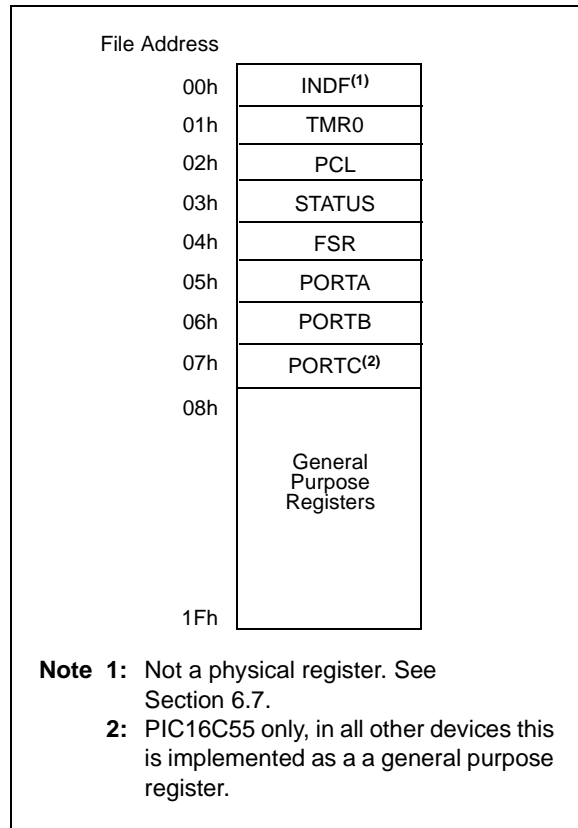 File Address
00h INDF(1)
01h TMR0
02h PCL
03h STATUS
04h FSR
05h PORTA
06h PORTB
07h PORTC(2)
08h
General
Purpose
Registers
1Fh
Note 1: Not a physical register. See
Section 6.7.
2: PIC16C55 only, in all other devices this
is implemented as a a general purpose
register.